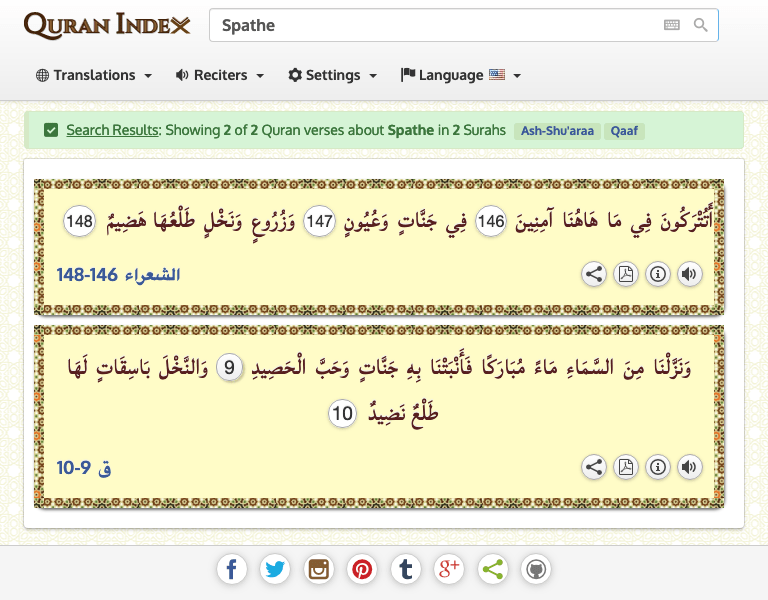 QURAN INDEX
Spathe
Translations Reciters Settings Language
Search Results: Showing 2 of 2 Quran verses about Spathe in 2 Surahs Ash-Shu'araa Qaaf
أَتُتْرَكُونَ فِي مَا هَاهُنَا آمِنِينَ 146 فِي جَنَّاتٍ وَعُيُونٍ 147 وَزُرُوعٍ وَنَخْلٍ طَلْعُهَا هَضِيمٌ 148
الشعراء 146-148
وَنَزَّلْنَا مِنَ السَّمَاءِ مَاءً مُبَارَكًا فَأَنْبَتْنَا بِهِ جَنَّاتٍ وَحَبَّ الْحَصِيدِ 9 وَالنَّخْلَ بَاسِقَاتٍ لَهَا
طَلْعٌ نَضِيدٌ 10
ق 9-10